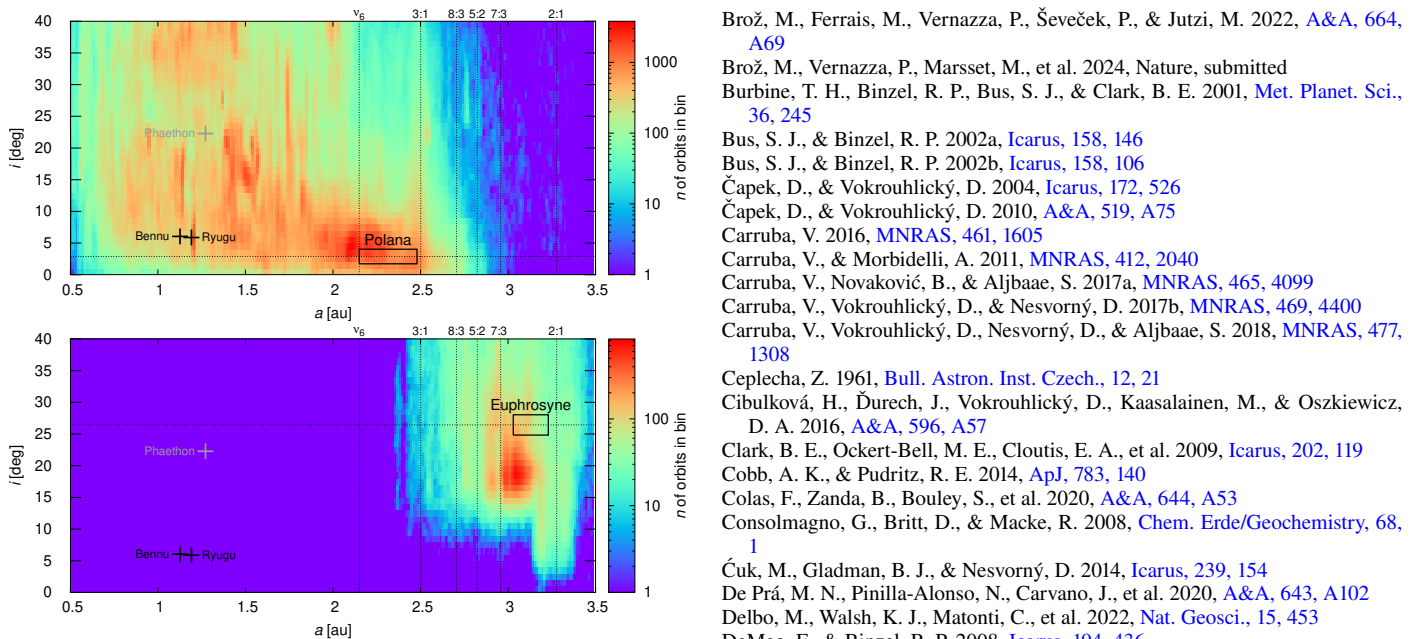 ν6 3:1 8:3 5:2 7:3 2:1
40
35
30
25
20
15
10
5
0
i [deg]
Phaethon
Bennu
Ryugu
Polana
0.5 1 1.5 2 2.5 3 3.5
a [au]
1000
100
10
1
n of orbits in bin
ν6 3:1 8:3 5:2 7:3 2:1
40
35
30
25
20
15
10
5
0
i [deg]
Euphrosyne
Phaethon
Bennu
Ryugu
0.5 1 1.5 2 2.5 3 3.5
a [au]
100
10
1
n of orbits in bin
Brož, M., Ferrais, M., Vernazza, P., Ševeček, P., & Jutzi, M. 2022, A&A, 664,
A69
Brož, M., Vernazza, P., Marsset, M., et al. 2024, Nature, submitted
Burbine, T. H., Binzel, R. P., Bus, S. J., & Clark, B. E. 2001, Met. Planet. Sci.,
36, 245
Bus, S. J., & Binzel, R. P. 2002a, Icarus, 158, 146
Bus, S. J., & Binzel, R. P. 2002b, Icarus, 158, 106
Čapek, D., & Vokrouhlický, D. 2004, Icarus, 172, 526
Čapek, D., & Vokrouhlický, D. 2010, A&A, 519, A75
Carruba, V. 2016, MNRAS, 461, 1605
Carruba, V., & Morbidelli, A. 2011, MNRAS, 412, 2040
Carruba, V., Novaković, B., & Aljbaae, S. 2017a, MNRAS, 465, 4099
Carruba, V., Vokrouhlický, D., & Nesvorný, D. 2017b, MNRAS, 469, 4400
Carruba, V., Vokrouhlický, D., Nesvorný, D., & Aljbaae, S. 2018, MNRAS, 477,
1308
Ceplecha, Z. 1961, Bull. Astron. Inst. Czech., 12, 21
Cibulková, H., Ďurech, J., Vokrouhlický, D., Kaasalainen, M., & Oszkiewicz,
D. A. 2016, A&A, 596, A57
Clark, B. E., Ockert-Bell, M. E., Cloutis, E. A., et al. 2009, Icarus, 202, 119
Cobb, A. K., & Pudritz, R. E. 2014, ApJ, 783, 140
Colas, F., Zanda, B., Bouley, S., et al. 2020, A&A, 644, A53
Consolmagno, G., Britt, D., & Macke, R. 2008, Chem. Erde/Geochemistry, 68,
1
Ćuk, M., Gladman, B. J., & Nesvorný, D. 2014, Icarus, 239, 154
De Prá, M. N., Pinilla-Alonso, N., Carvano, J., et al. 2020, A&A, 643, A102
Delbo, M., Walsh, K. J., Matonti, C., et al. 2022, Nat. Geosci., 15, 453
DeMeo, F., & Binzel, R. P. 2008, Icarus, 194, 436